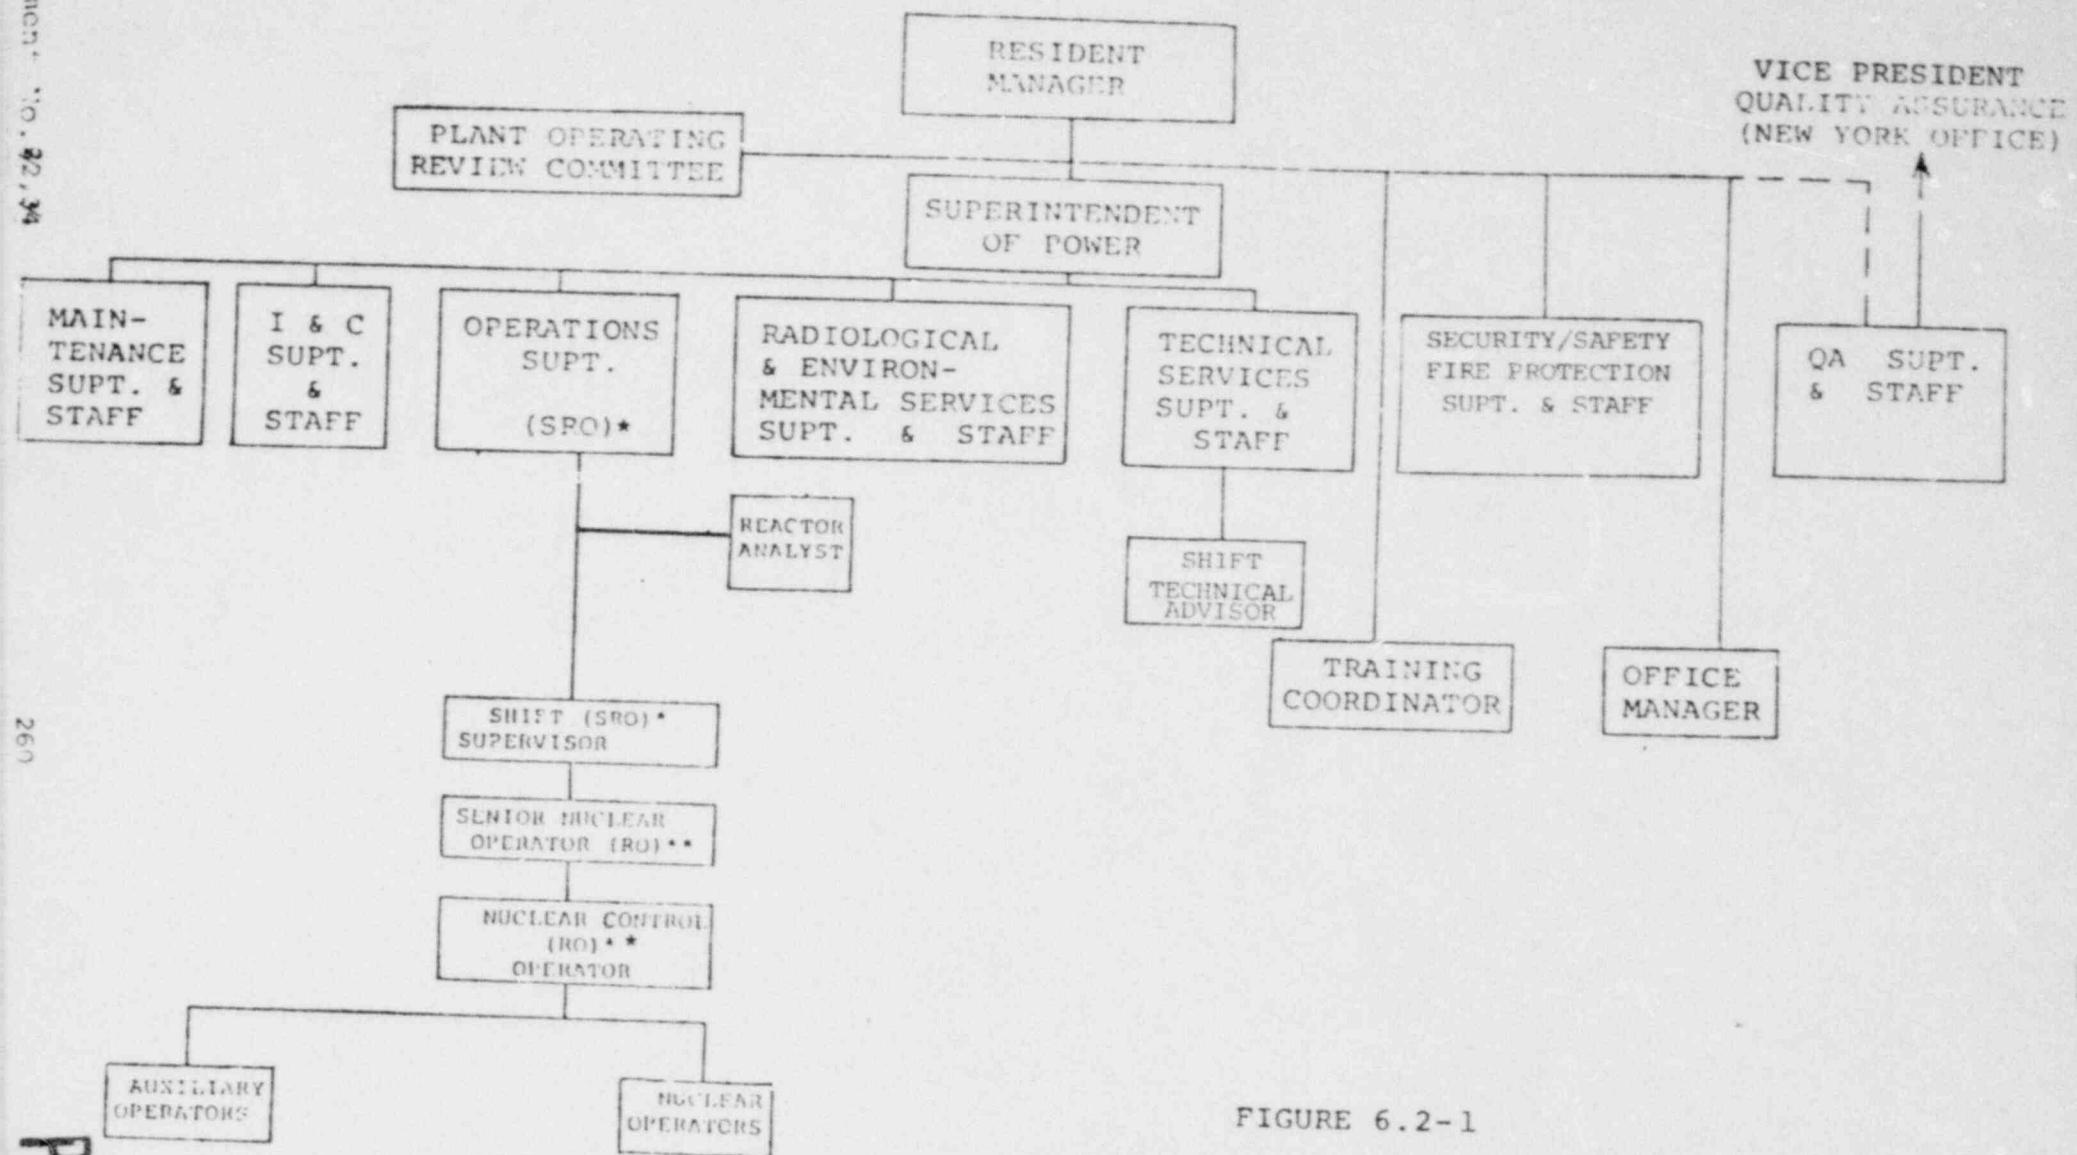 RESIDENT
MANAGER
VICE PRESIDENT
QUALITY ASSURANCE
(NEW YORK OFFICE)
PLANT OPERATING
REVIEW COMMITTEE
SUPERINTENDENT
OF POWER
MAIN-
TENANCE
SUPT. &
STAFF
I & C
SUPT.
&
STAFF
OPERATIONS
SUPT.
(SRO)*
RADIOLOGICAL
& ENVIRON-
MENTAL SERVICES
SUPT. & STAFF
TECHNICAL
SERVICES
SUPT. &
STAFF
SECURITY/SAFETY
FIRE PROTECTION
SUPT. & STAFF
QA SUPT.
& STAFF
REACTOR
ANALYST
SHIFT
TECHNICAL
ADVISOR
TRAINING
COORDINATOR
OFFICE
MANAGER
SHIFT (SRO)*
SUPERVISOR
SENIOR NUCLEAR
OPERATOR (RO)**
NUCLEAR CONTROL
(RO)**
OPERATOR
AUXILIARY
OPERATORS
NUCLEAR
OPERATORS
FIGURE 6.2-1
260